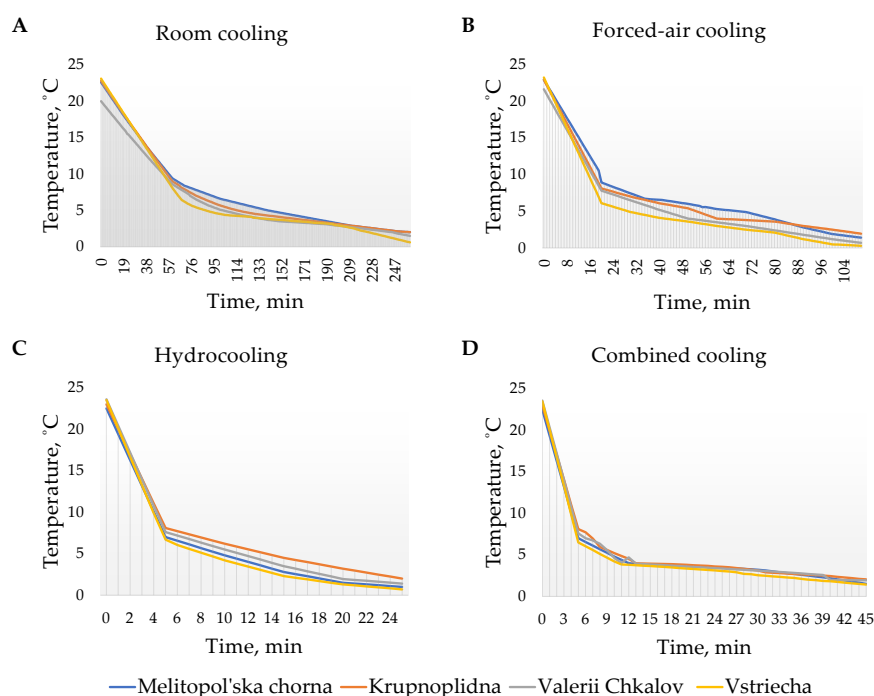 A
Room cooling
25
20
15
10
5
0
Temperature, °C
0 19 38 57 76 95 114 133 152 171 190 209 228 247
Time, min
B
Forced-air cooling
25
20
15
10
5
0
Temperature, °C
0 8 16 24 32 40 48 56 64 72 80 88 96 104
Time, min
C
Hydrocooling
25
20
15
10
5
0
Temperature, °C
0 2 4 6 8 10 12 14 16 18 20 22 24
Time, min
D
Combined cooling
25
20
15
10
5
0
Temperature, °C
0 3 6 9 12 15 18 21 24 27 30 33 36 39 42 45
Time, min
Melitopol'ska chorna Krupnoplidna Valerii Chkalov Vstriecha